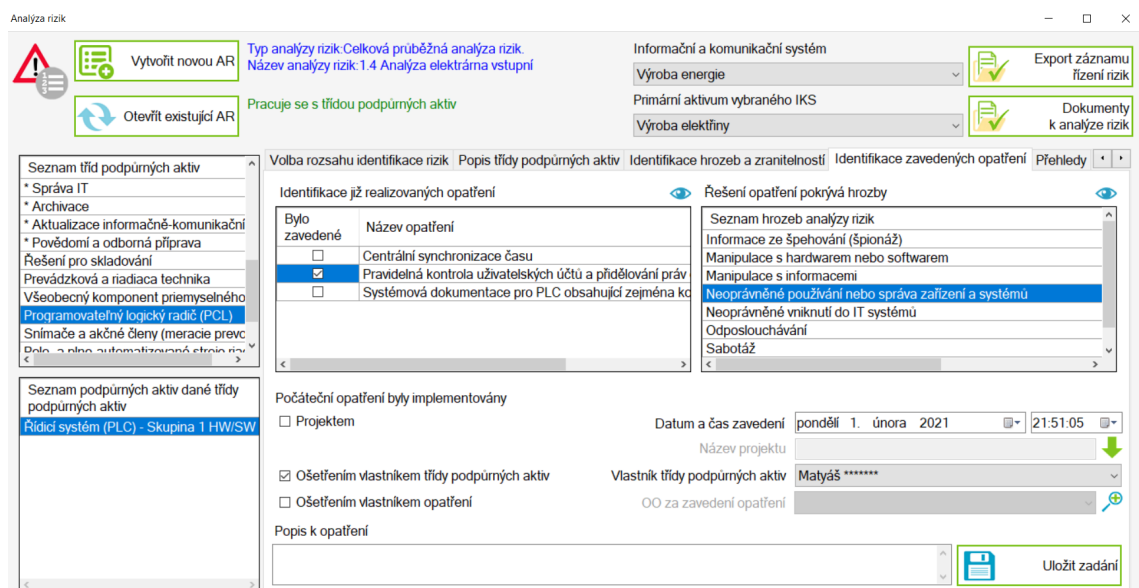 Analýza rizik
Vytvořit novou AR
Otevřít existující AR
Typ analýzy rizik:Celková průběžná analýza rizik.
Název analýzy rizik:1.4 Analýza elektrárna vstupní
Pracuje se s třídou podpůrných aktiv
Informační a komunikační systém
Výroba energie
Primární aktivum vybraného IKS
Výroba elektřiny
Export záznamu
řízení rizik
Dokumenty
k analýze rizik
Seznam tříd podpůrných aktiv
* Správa IT
* Archivace
* Aktualizace informačně-komunikační
* Povědomí a odborná příprava
Řešení pro skladování
Prevádzková a riadiaca technika
Všeobecný komponent priemyselného
Programovateľný logický radič (PCL)
Snímače a akčné členy (meracie prevo
Polo- a plno-automatizované stroje
Seznam podpůrných aktiv dané třídy
podpůrných aktiv
Řídicí systém (PLC) - Skupina 1 HW/SW
Volba rozsahu identifikace rizik Popis třídy podpůrných aktiv Identifikace hrozeb a zranitelností Identifikace zavedených opatření Přehledy
Identifikace již realizovaných opatření
Bylo
zavedené
Název opatření
Centrální synchronizace času
Pravidelná kontrola uživatelských účtů a přidělování práv
Systémová dokumentace pro PLC obsahující zejména ko
Řešení opatření pokrývá hrozby
Seznam hrozeb analýzy rizik
Informace ze špehování (špionáž)
Manipulace s hardwarem nebo softwarem
Manipulace s informacemi
Neoprávněné používání nebo správa zařízení a systémů
Neoprávněné vniknutí do IT systémů
Odposlouchávání
Sabotáž
Počáteční opatření byly implementovány
Projektem
Datum a čas zavedení pondělí 1. února 2021 21:51:05
Název projektu
Ošetřením vlastníkem třídy podpůrných aktiv
Vlastník třídy podpůrných aktiv Matyáš *******
Ošetřením vlastníkem opatření
OO za zavedení opatření
Popis k opatření
Uložit zadání